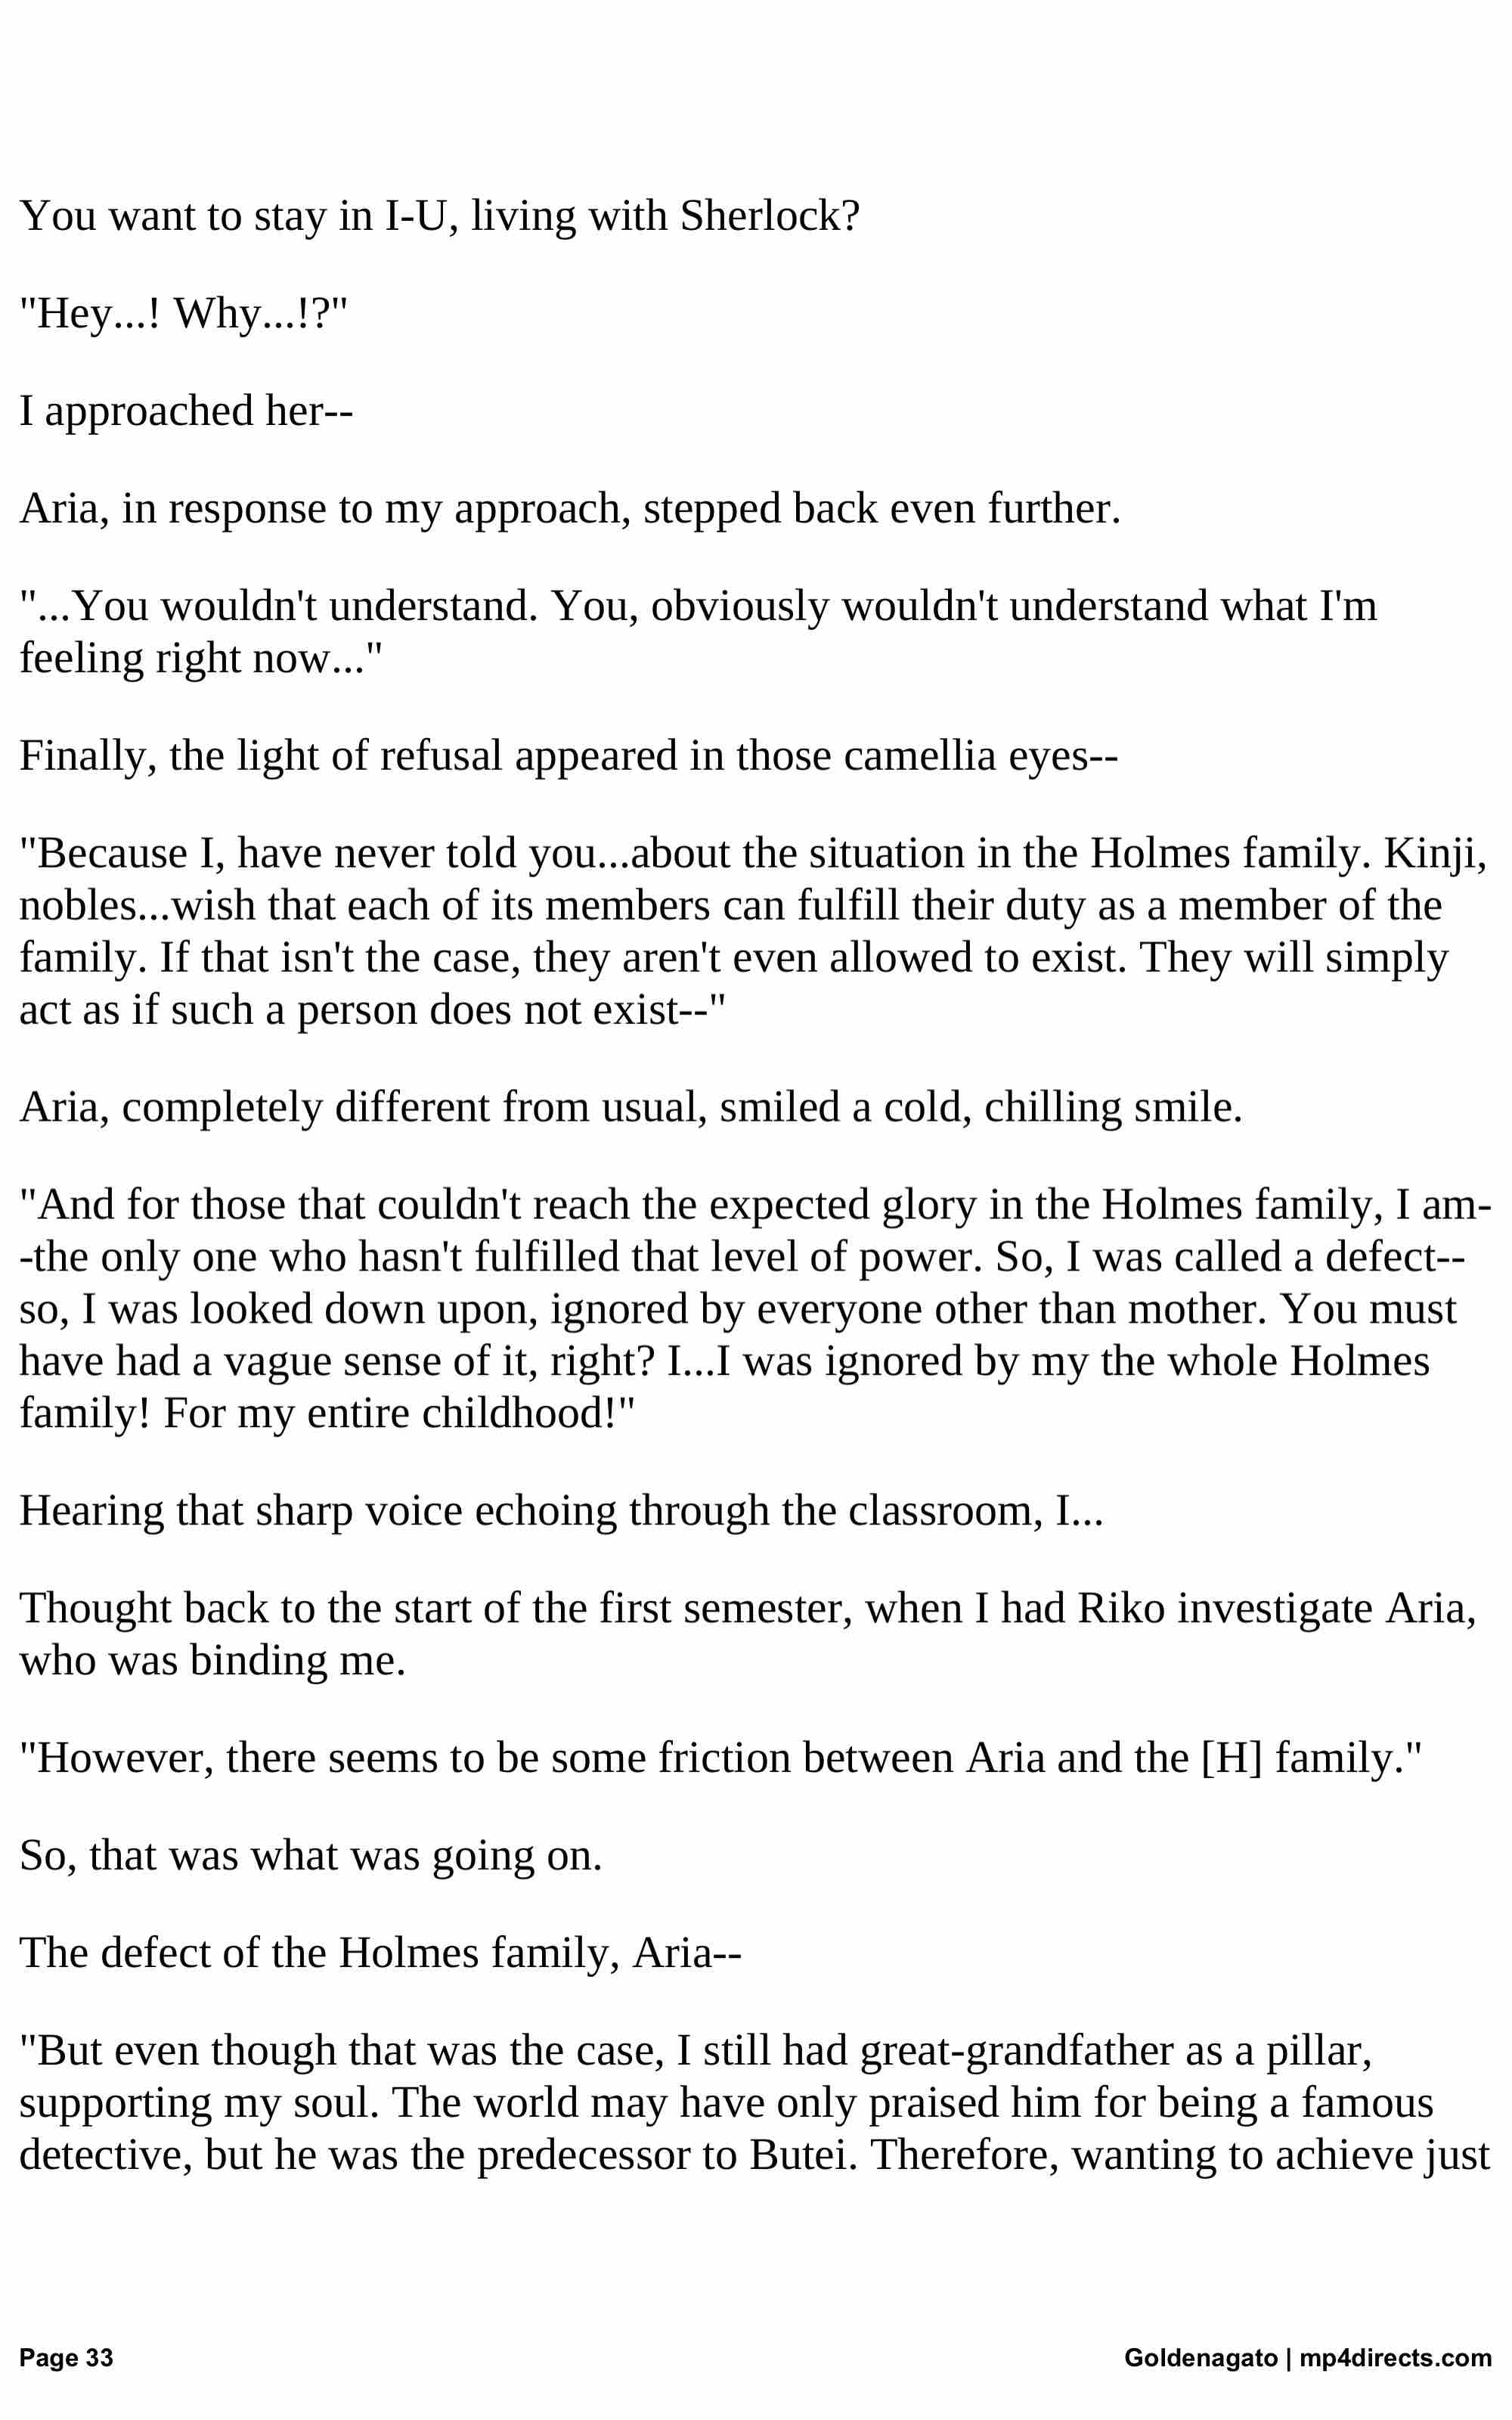 You want to stay in I-U, living with Sherlock?
"Hey...! Why...!?"
I approached her--
Aria, in response to my approach, stepped back even further.
"...You wouldn't understand. You, obviously wouldn't understand what I'm
feeling right now..."
Finally, the light of refusal appeared in those camellia eyes--
"Because I, have never told you...about the situation in the Holmes family. Kinji,
nobles...wish that each of its members can fulfill their duty as a member of the
family. If that isn't the case, they aren't even allowed to exist. They will simply
act as if such a person does not exist--"
Aria, completely different from usual, smiled a cold, chilling smile.
"And for those that couldn't reach the expected glory in the Holmes family, I am-
-the only one who hasn't fulfilled that level of power. So, I was called a defect--
so, I was looked down upon, ignored by everyone other than mother. You must
have had a vague sense of it, right? I...I was ignored by my the whole Holmes
family! For my entire childhood!"
Hearing that sharp voice echoing through the classroom, I...
Thought back to the start of the first semester, when I had Riko investigate Aria,
who was binding me.
"However, there seems to be some friction between Aria and the [H] family."
So, that was what was going on.
The defect of the Holmes family, Aria--
"But even though that was the case, I still had great-grandfather as a pillar,
supporting my soul. The world may have only praised him for being a famous
detective, but he was the predecessor to Butei. Therefore, wanting to achieve just
Page 33 Goldenagato | mp4directs.com